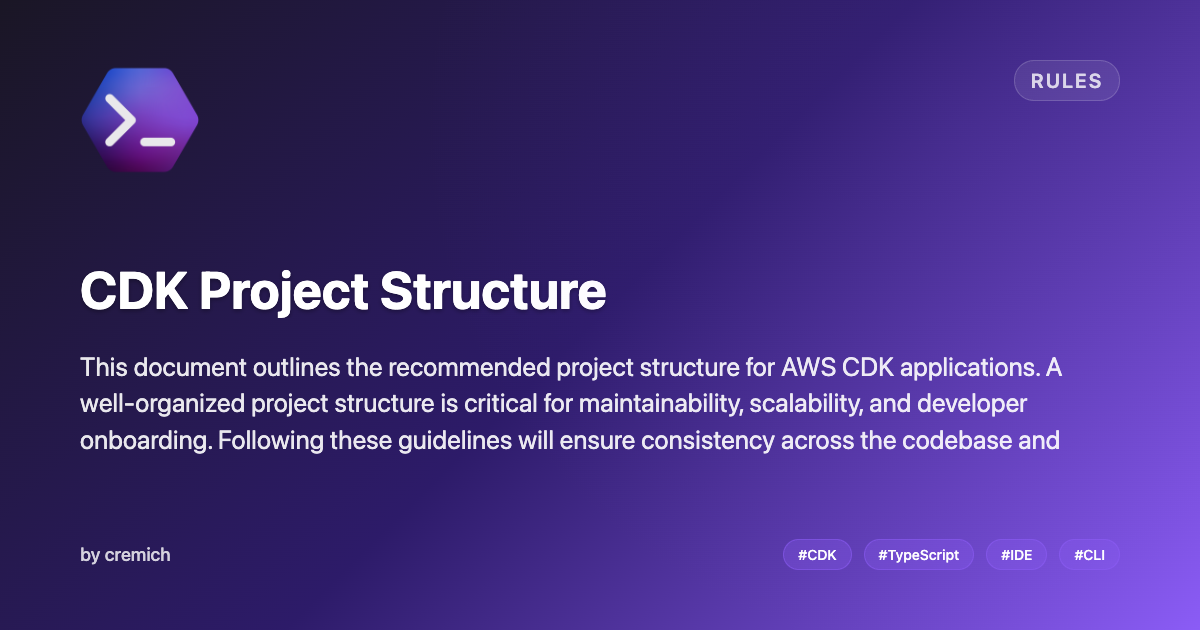 RULES
CDK Project Structure
This document outlines the recommended project structure for AWS CDK applications. A
well-organized project structure is critical for maintainability, scalability, and developer
onboarding. Following these guidelines will ensure consistency across the codebase and
by cremich
#CDK #TypeScript #IDE #CLI